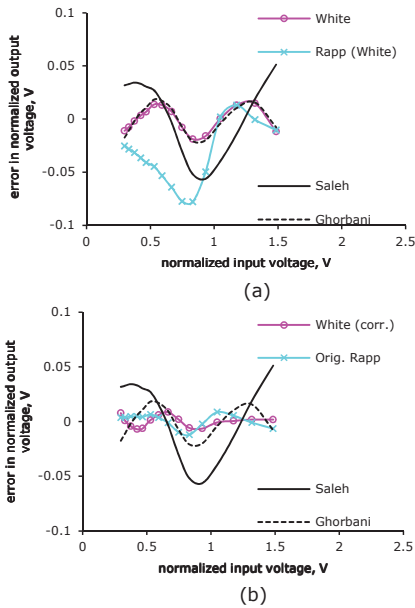 (a)
0.1
0.05
0
-0.05
-0.1
error in normalized output
voltage, V
White
Rapp (White)
Saleh
Ghorbani
0 0.5 1 1.5 2 2.5
normalized input voltage, V
(a)
0.1
0.05
0
-0.05
-0.1
error in normalized output
voltage, V
White (corr.)
Orig. Rapp
Saleh
Ghorbani
0 0.5 1 1.5 2 2.5
normalized input voltage, V
(b)